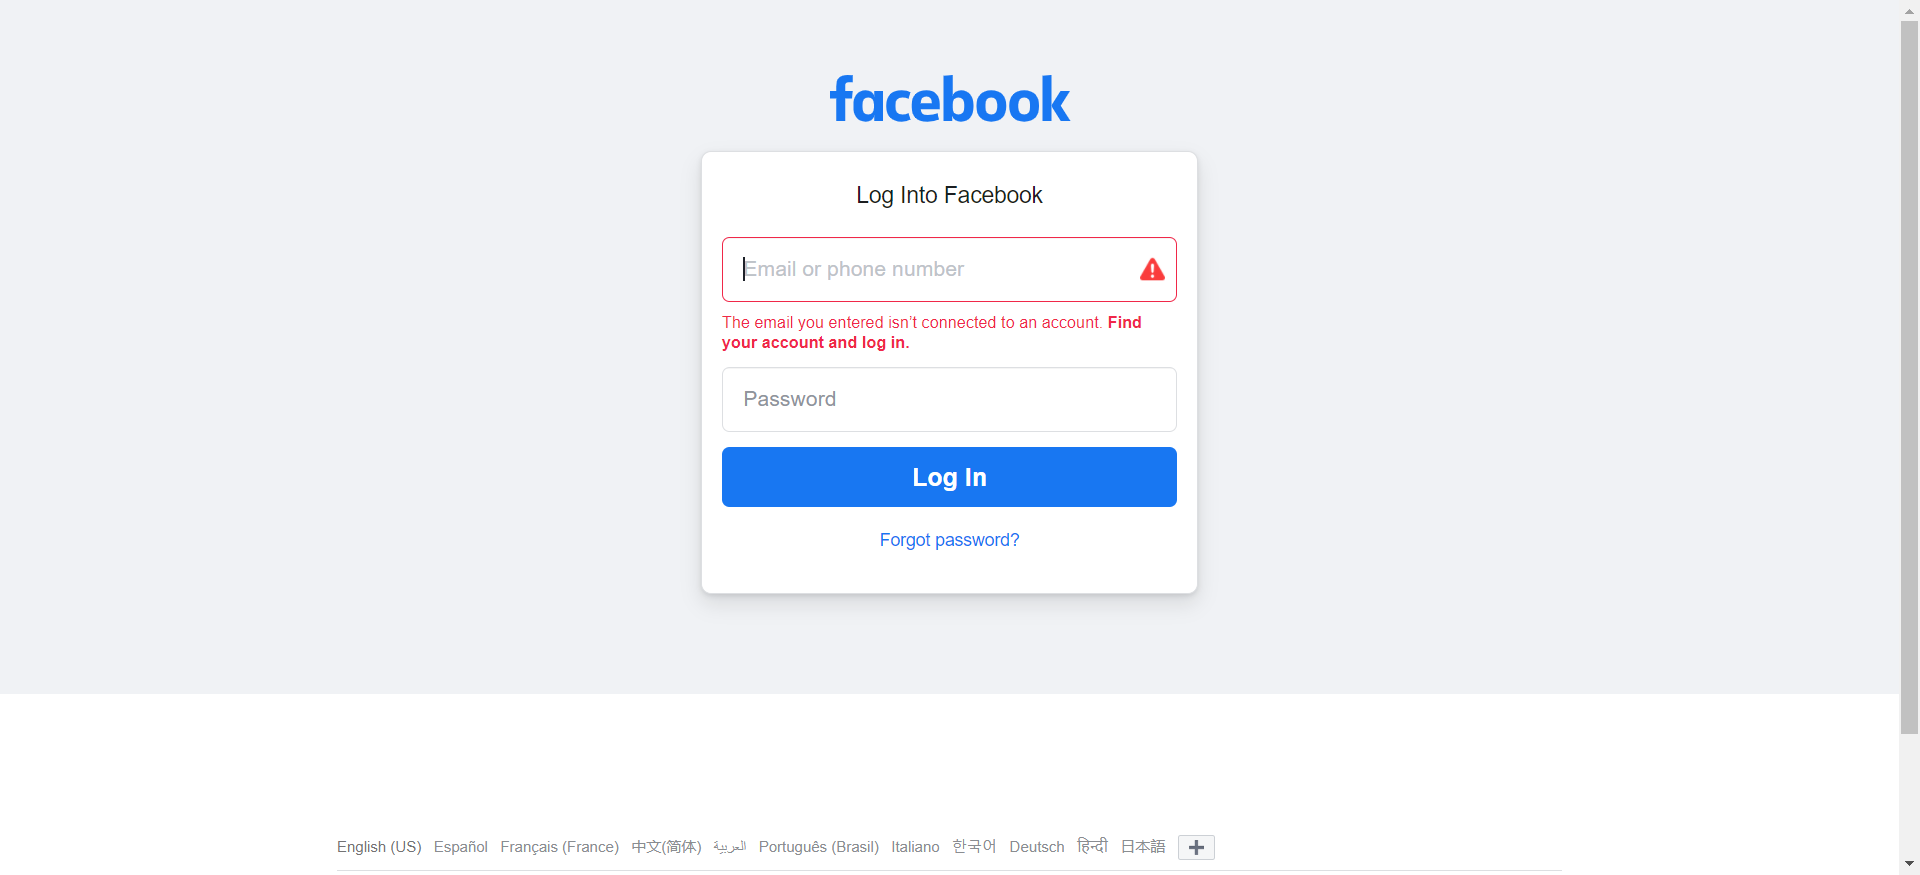 facebook
Log Into Facebook
Email or phone number
The email you entered isn't connected to an account. Find
your account and log in.
Password
Log In
Forgot password?
English (US) Español Français (France) 中文(简体) العربية Português (Brasil) Italiano 한국어 Deutsch हिन्दी 日本語